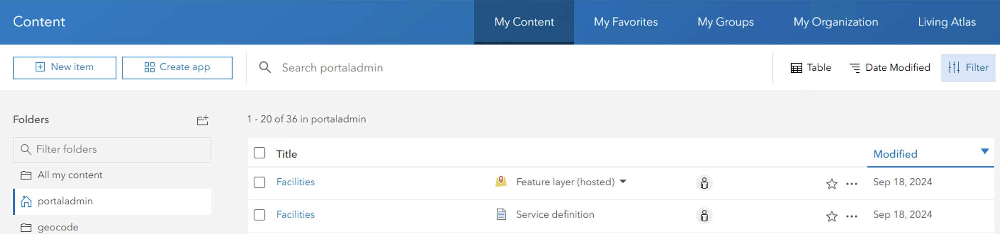 Content
My Content
My Favorites
My Groups
My Organization
Living Atlas
New item
Create app
Search portaladmin
Table
Date Modified
Filter
Folders
Filter folders
All my content
portaladmin
geocode
1 - 20 of 36 in portaladmin
Title
Modified
Facilities
Feature layer (hosted)
Sep 18, 2024
Facilities
Service definition
Sep 18, 2024